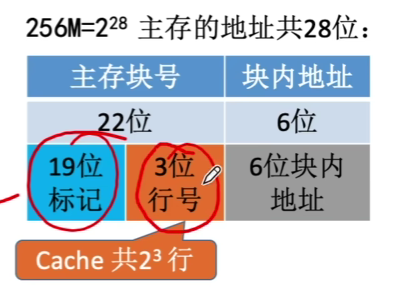 256M=2²⁸ 主存的地址共28位：
主存块号 块内地址
22位 6位
19位 3位 6位块内
标记 行号 地址
Cache 共2³行